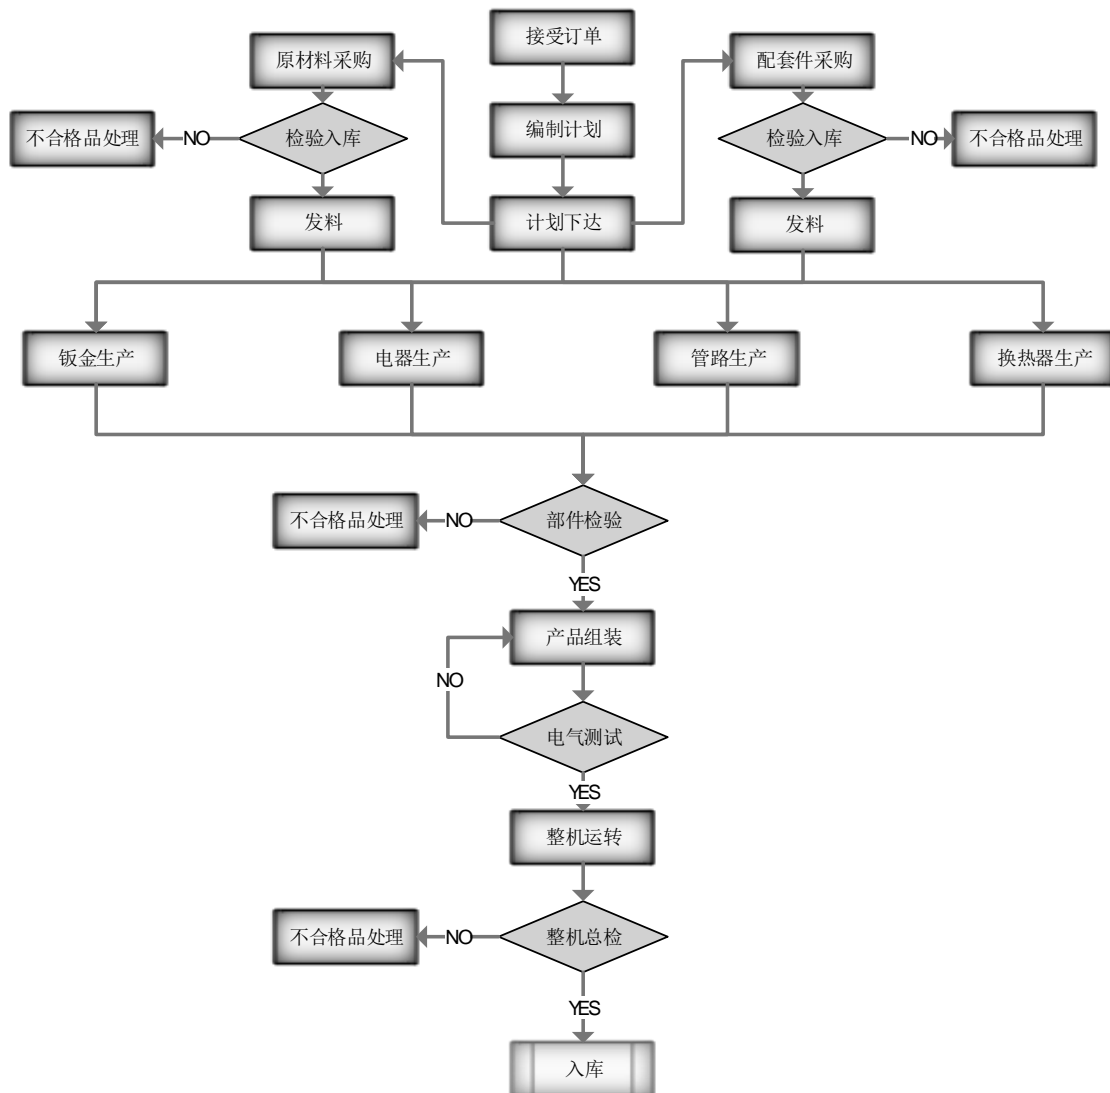 接受订单
原材料采购
配套件采购
编制计划
不合格品处理
NO
检验入库
检验入库
NO
不合格品处理
发料
计划下达
发料
钣金生产
电器生产
管路生产
换热器生产
不合格品处理
NO
部件检验
YES
产品组装
NO
电气测试
YES
整机运转
不合格品处理
NO
整机总检
YES
入库